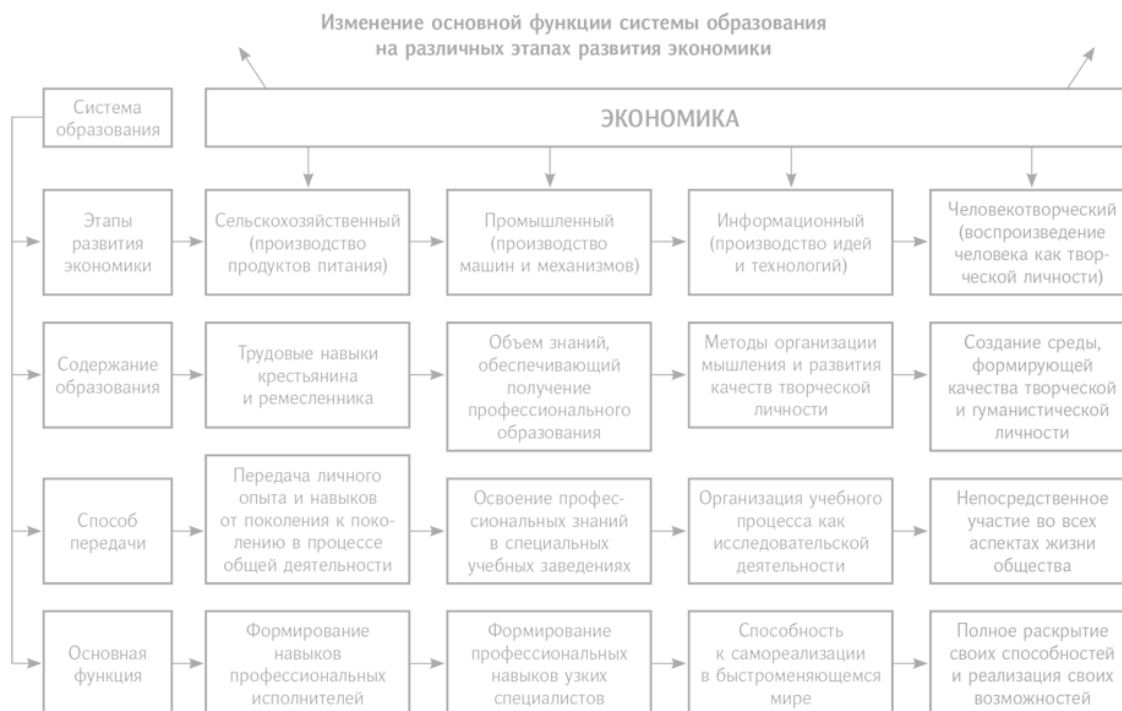 Изменение основной функции системы образования
на различных этапах развития экономики
Система
образования
ЭКОНОМИКА
Этапы
развития
экономики
Сельскохозяйственный
(производство
продуктов питания)
Промышленный
(производство
машин и механизмов)
Информационный
(производство идей
и технологий)
Человекотворческий
(воспроизведение
человека как твор-
ческой личности)
Содержание
образования
Трудовые навыки
крестьянина
и ремесленника
Объем знаний,
обеспечивающий
получение
профессионального
образования
Методы организации
мышления и развития
качеств творческой
личности
Создание среды,
формирующей
качества творческой
и гуманистической
личности
Способ
передачи
Передача личного
опыта и навыков
от поколения к поко-
лению в процессе
общей деятельности
Освоение профес-
сиональных знаний
в специальных
учебных заведениях
Организация учебного
процесса как
исследовательской
деятельности
Непосредственное
участие во всех
аспектах жизни
общества
Основная
функция
Формирование
навыков
профессиональных
исполнителей
Формирование
профессиональных
навыков узких
специалистов
Способность
к самореализации
в быстроменяющемся
мире
Полное раскрытие
своих способностей
и реализация своих
возможностей